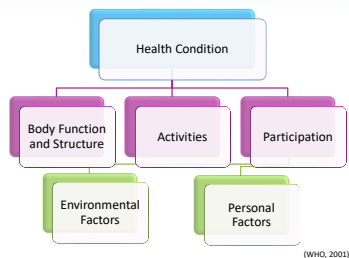 Health Condition
Body Function
and Structure
Activities
Participation
Environmental
Factors
Personal
Factors
(WHO, 2001)